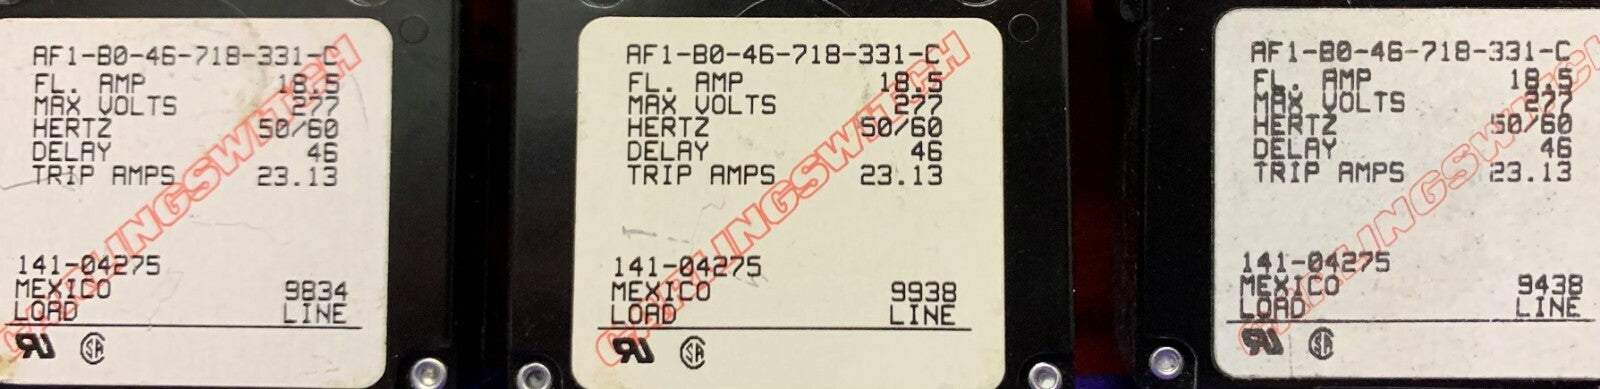 AF1-B0-46-718-331-C
FL. AMP 18.5
MAX VOLTS 277
HERTZ 50/60
DELAY 46
TRIP AMPS 23.13
CARLINGSWITCH
141-04275
MEXICO 9834
LOAD LINE
AF1-B0-46-718-331-C
FL. AMP 18.5
MAX VOLTS 277
HERTZ 50/60
DELAY 46
TRIP AMPS 23.13
CARLINGSWITCH
141-04275
MEXICO 9938
LOAD LINE
AF1-B0-46-718-331-C
FL. AMP 18.5
MAX VOLTS 277
HERTZ 50/60
DELAY 46
TRIP AMPS 23.13
CARLINGSWITCH
141-04275
MEXICO 9438
LOAD LINE